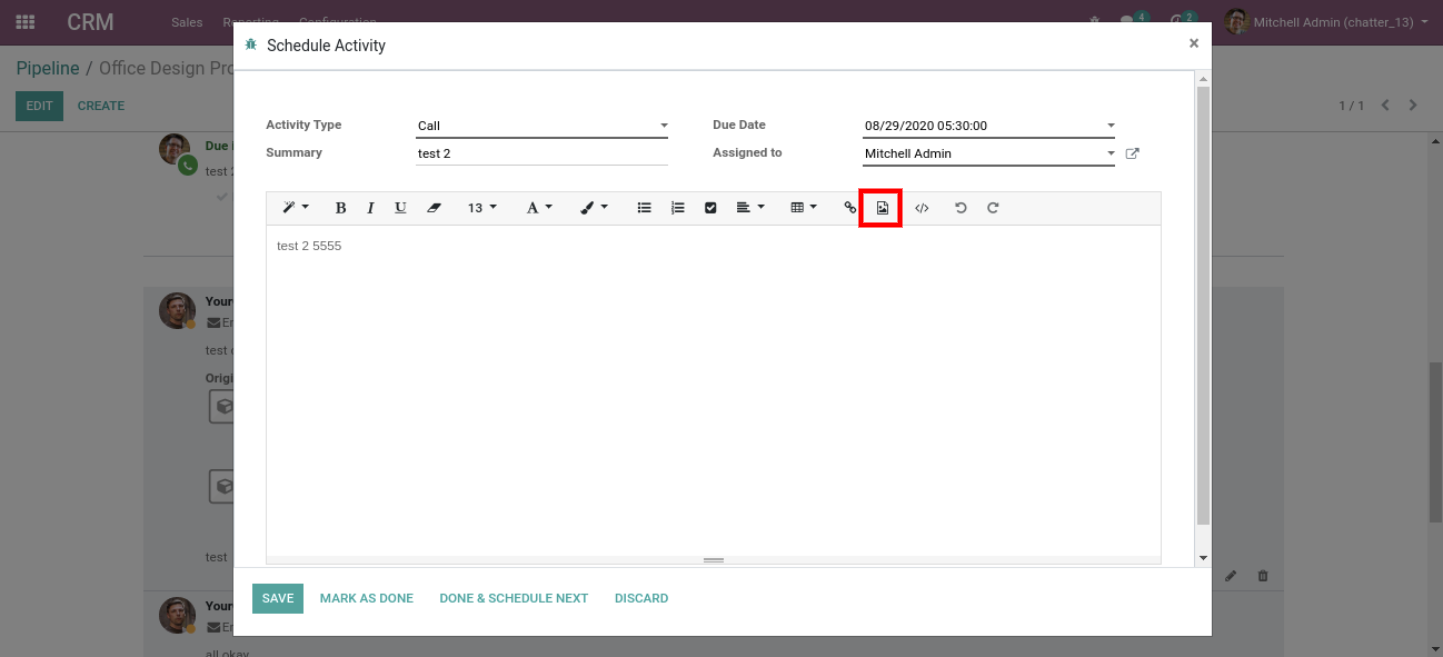 CRM Sales Reporting Configuration 4 2 Mitchell Admin (chatter_13)
Schedule Activity ×
Pipeline / Office Design Pro
EDIT CREATE 1 / 1
Activity Type Call Due Date 08/29/2020 05:30:00
Summary test 2 Assigned to Mitchell Admin
Due i
test 2
B I U 13 A </>
test 2 5555
Your
Er
test
Origi
test
SAVE MARK AS DONE DONE & SCHEDULE NEXT DISCARD
Your
Er
all okay